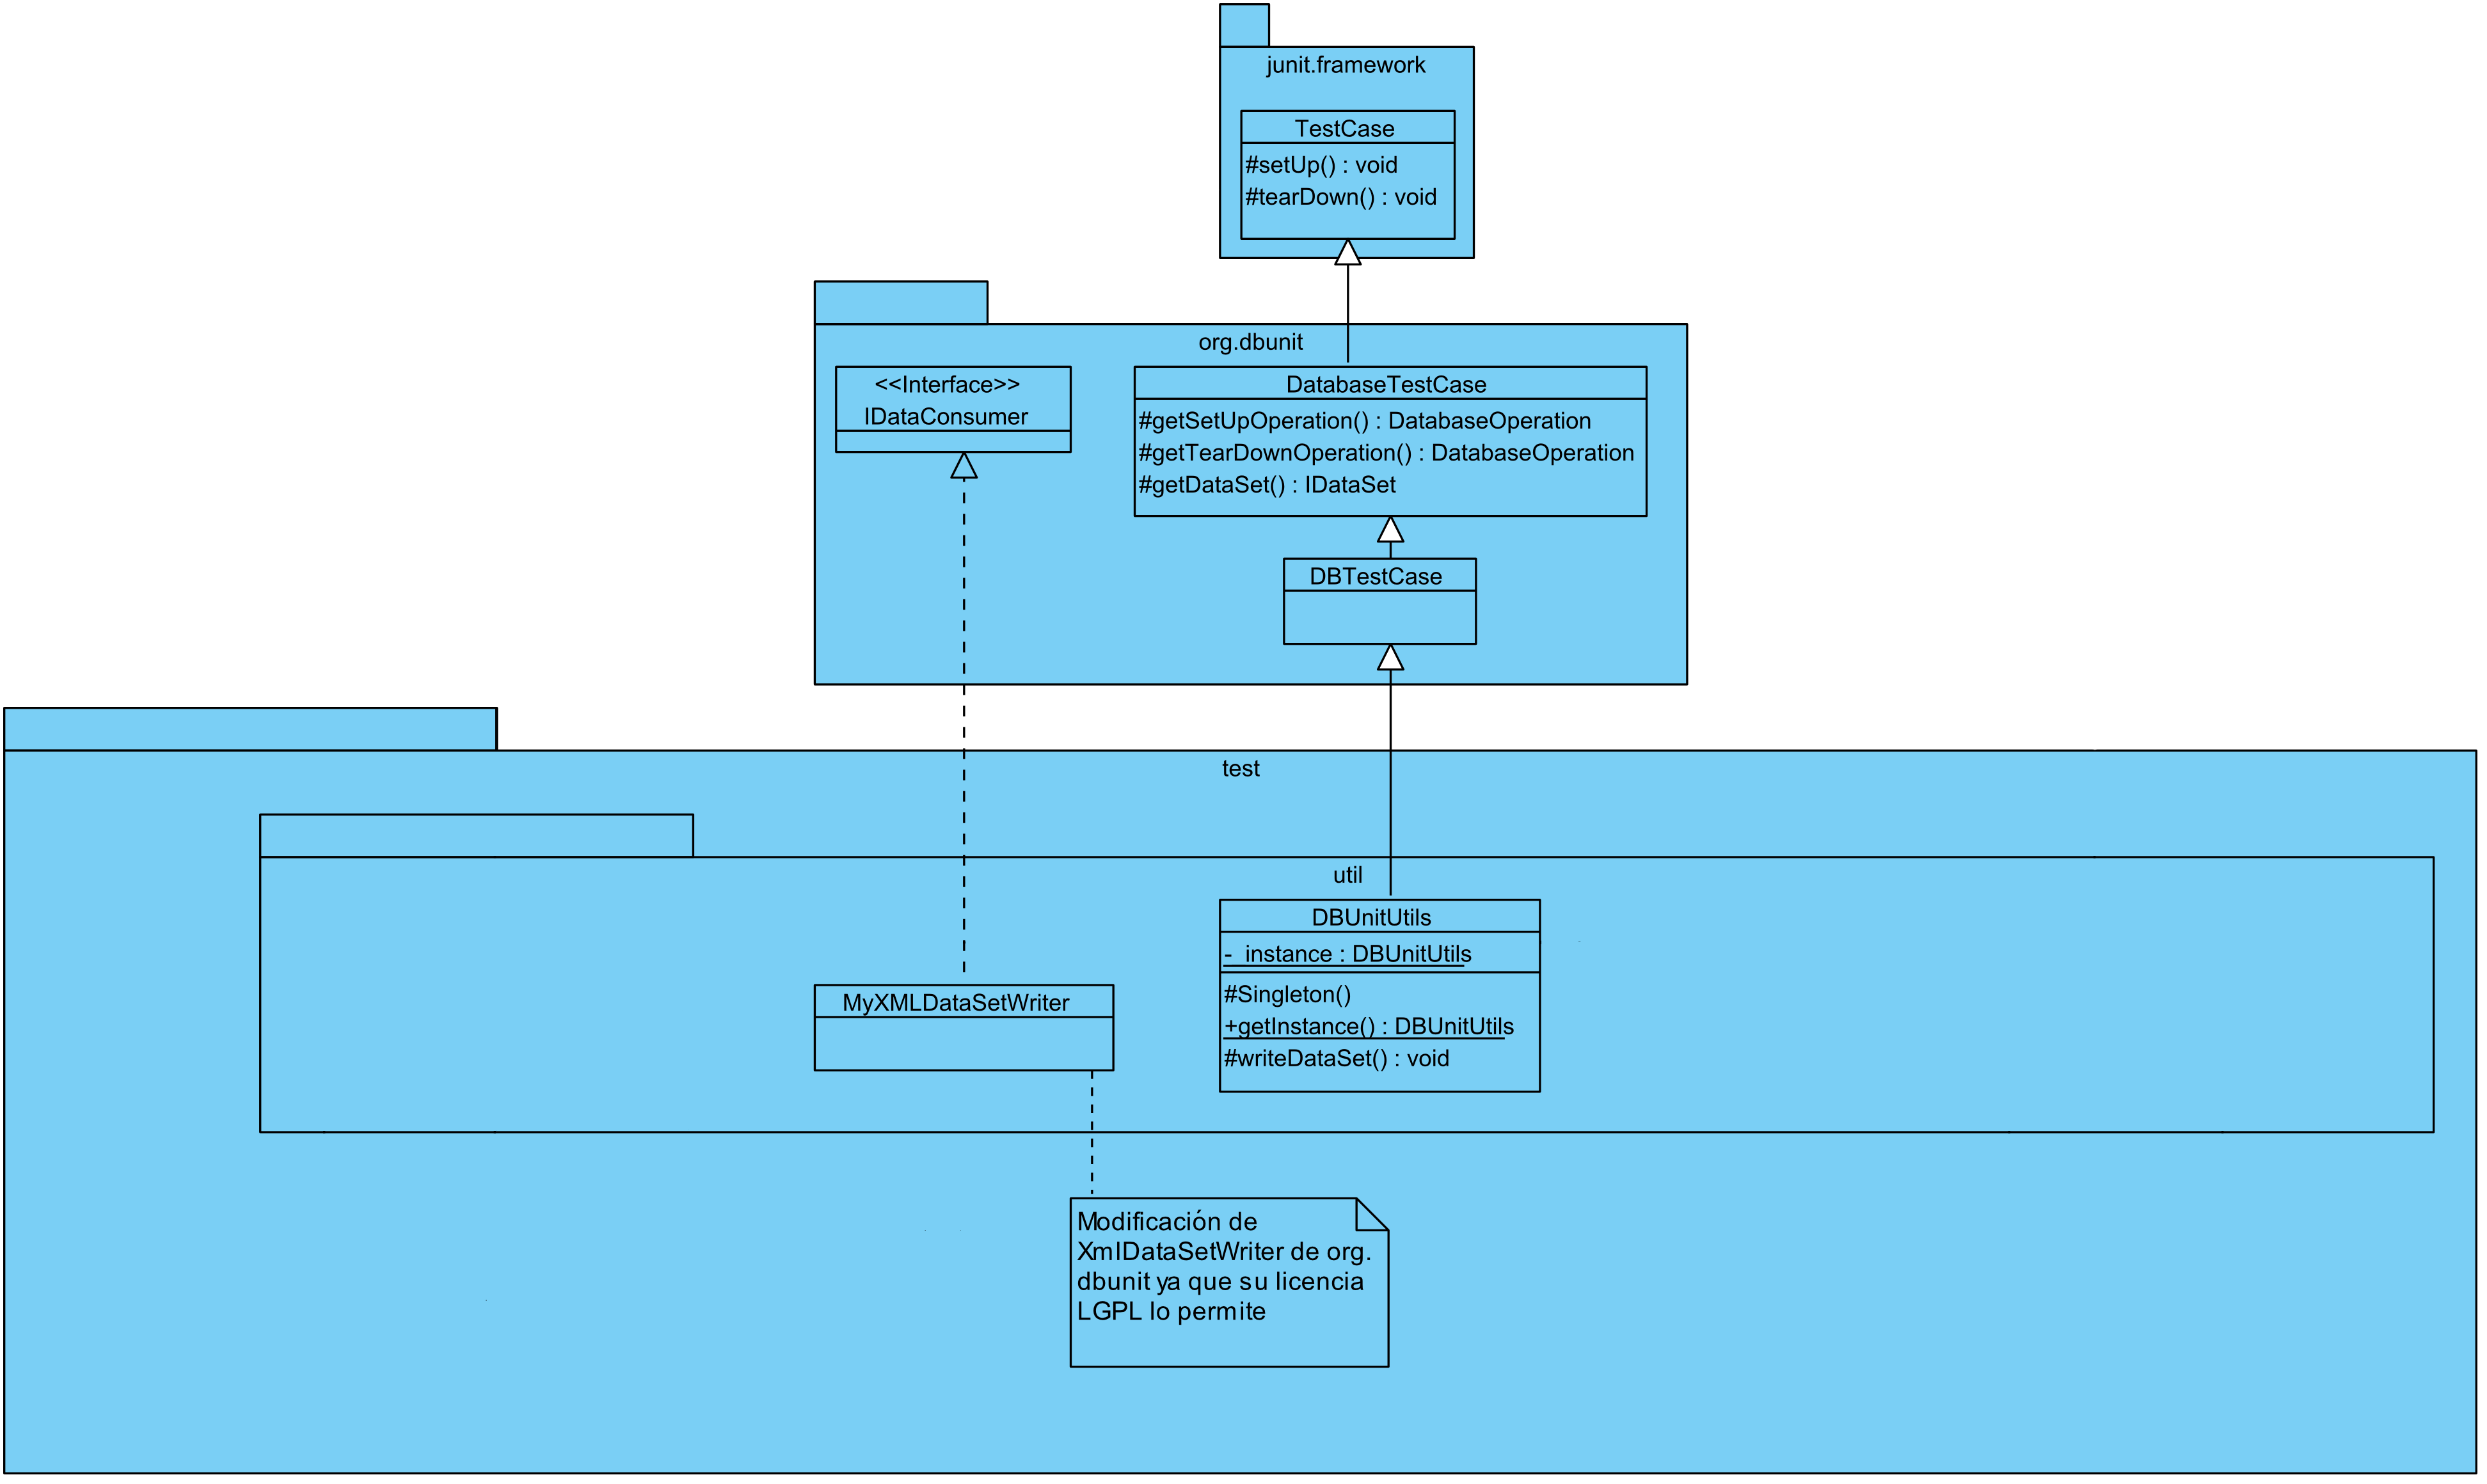 junit.framework
TestCase
#setUp() : void
#tearDown() : void
org.dbunit
<<Interface>>
IDataConsumer
DatabaseTestCase
#getSetUpOperation() : DatabaseOperation
#getTearDownOperation() : DatabaseOperation
#getDataSet() : IDataSet
DBTestCase
test
util
DBUnitUtils
-_instance : DBUnitUtils
#Singleton()
+getInstance() : DBUnitUtils
#writeDataSet() : void
MyXMLDataSetWriter
Modificación de
XmlDataSetWriter de org.
dbunit ya que su licencia
LGPL lo permite